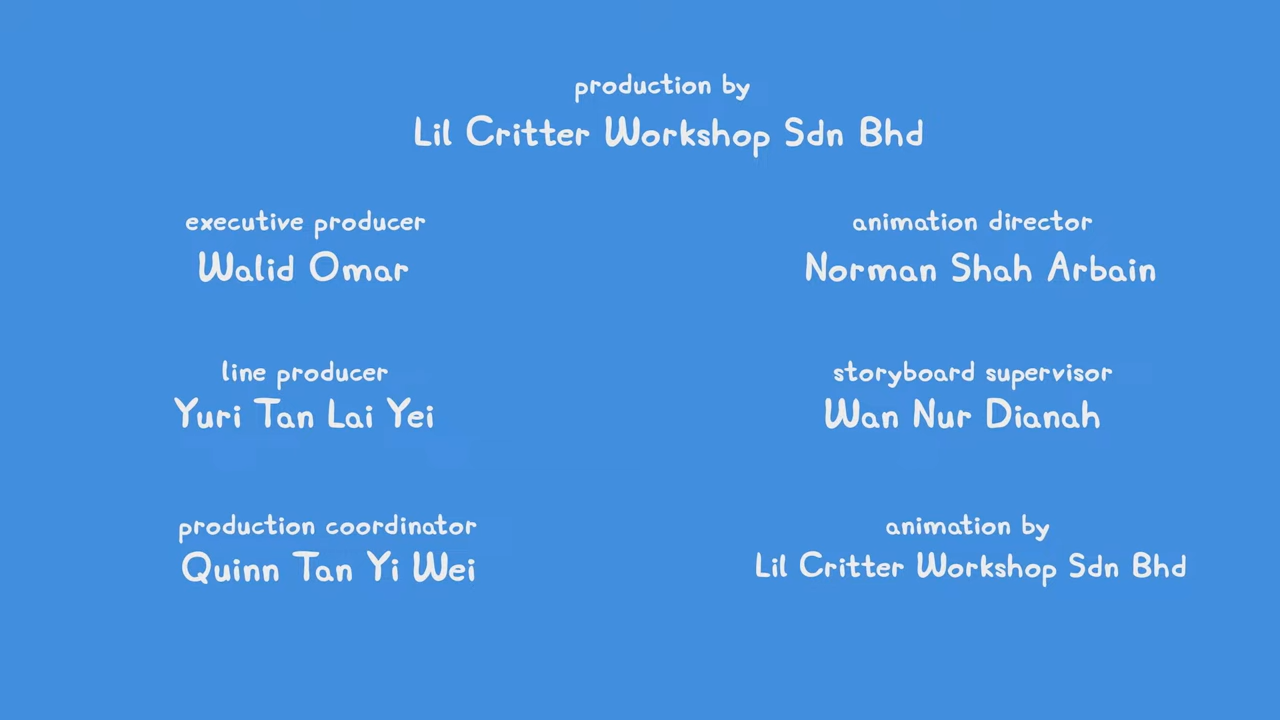 production by
Lil Critter Workshop Sdn Bhd
executive producer
Walid Omar
animation director
Norman Shah Arbain
line producer
Yuri Tan Lai Yei
storyboard supervisor
Wan Nur Dianah
production coordinator
Quinn Tan Yi Wei
animation by
Lil Critter Workshop Sdn Bhd